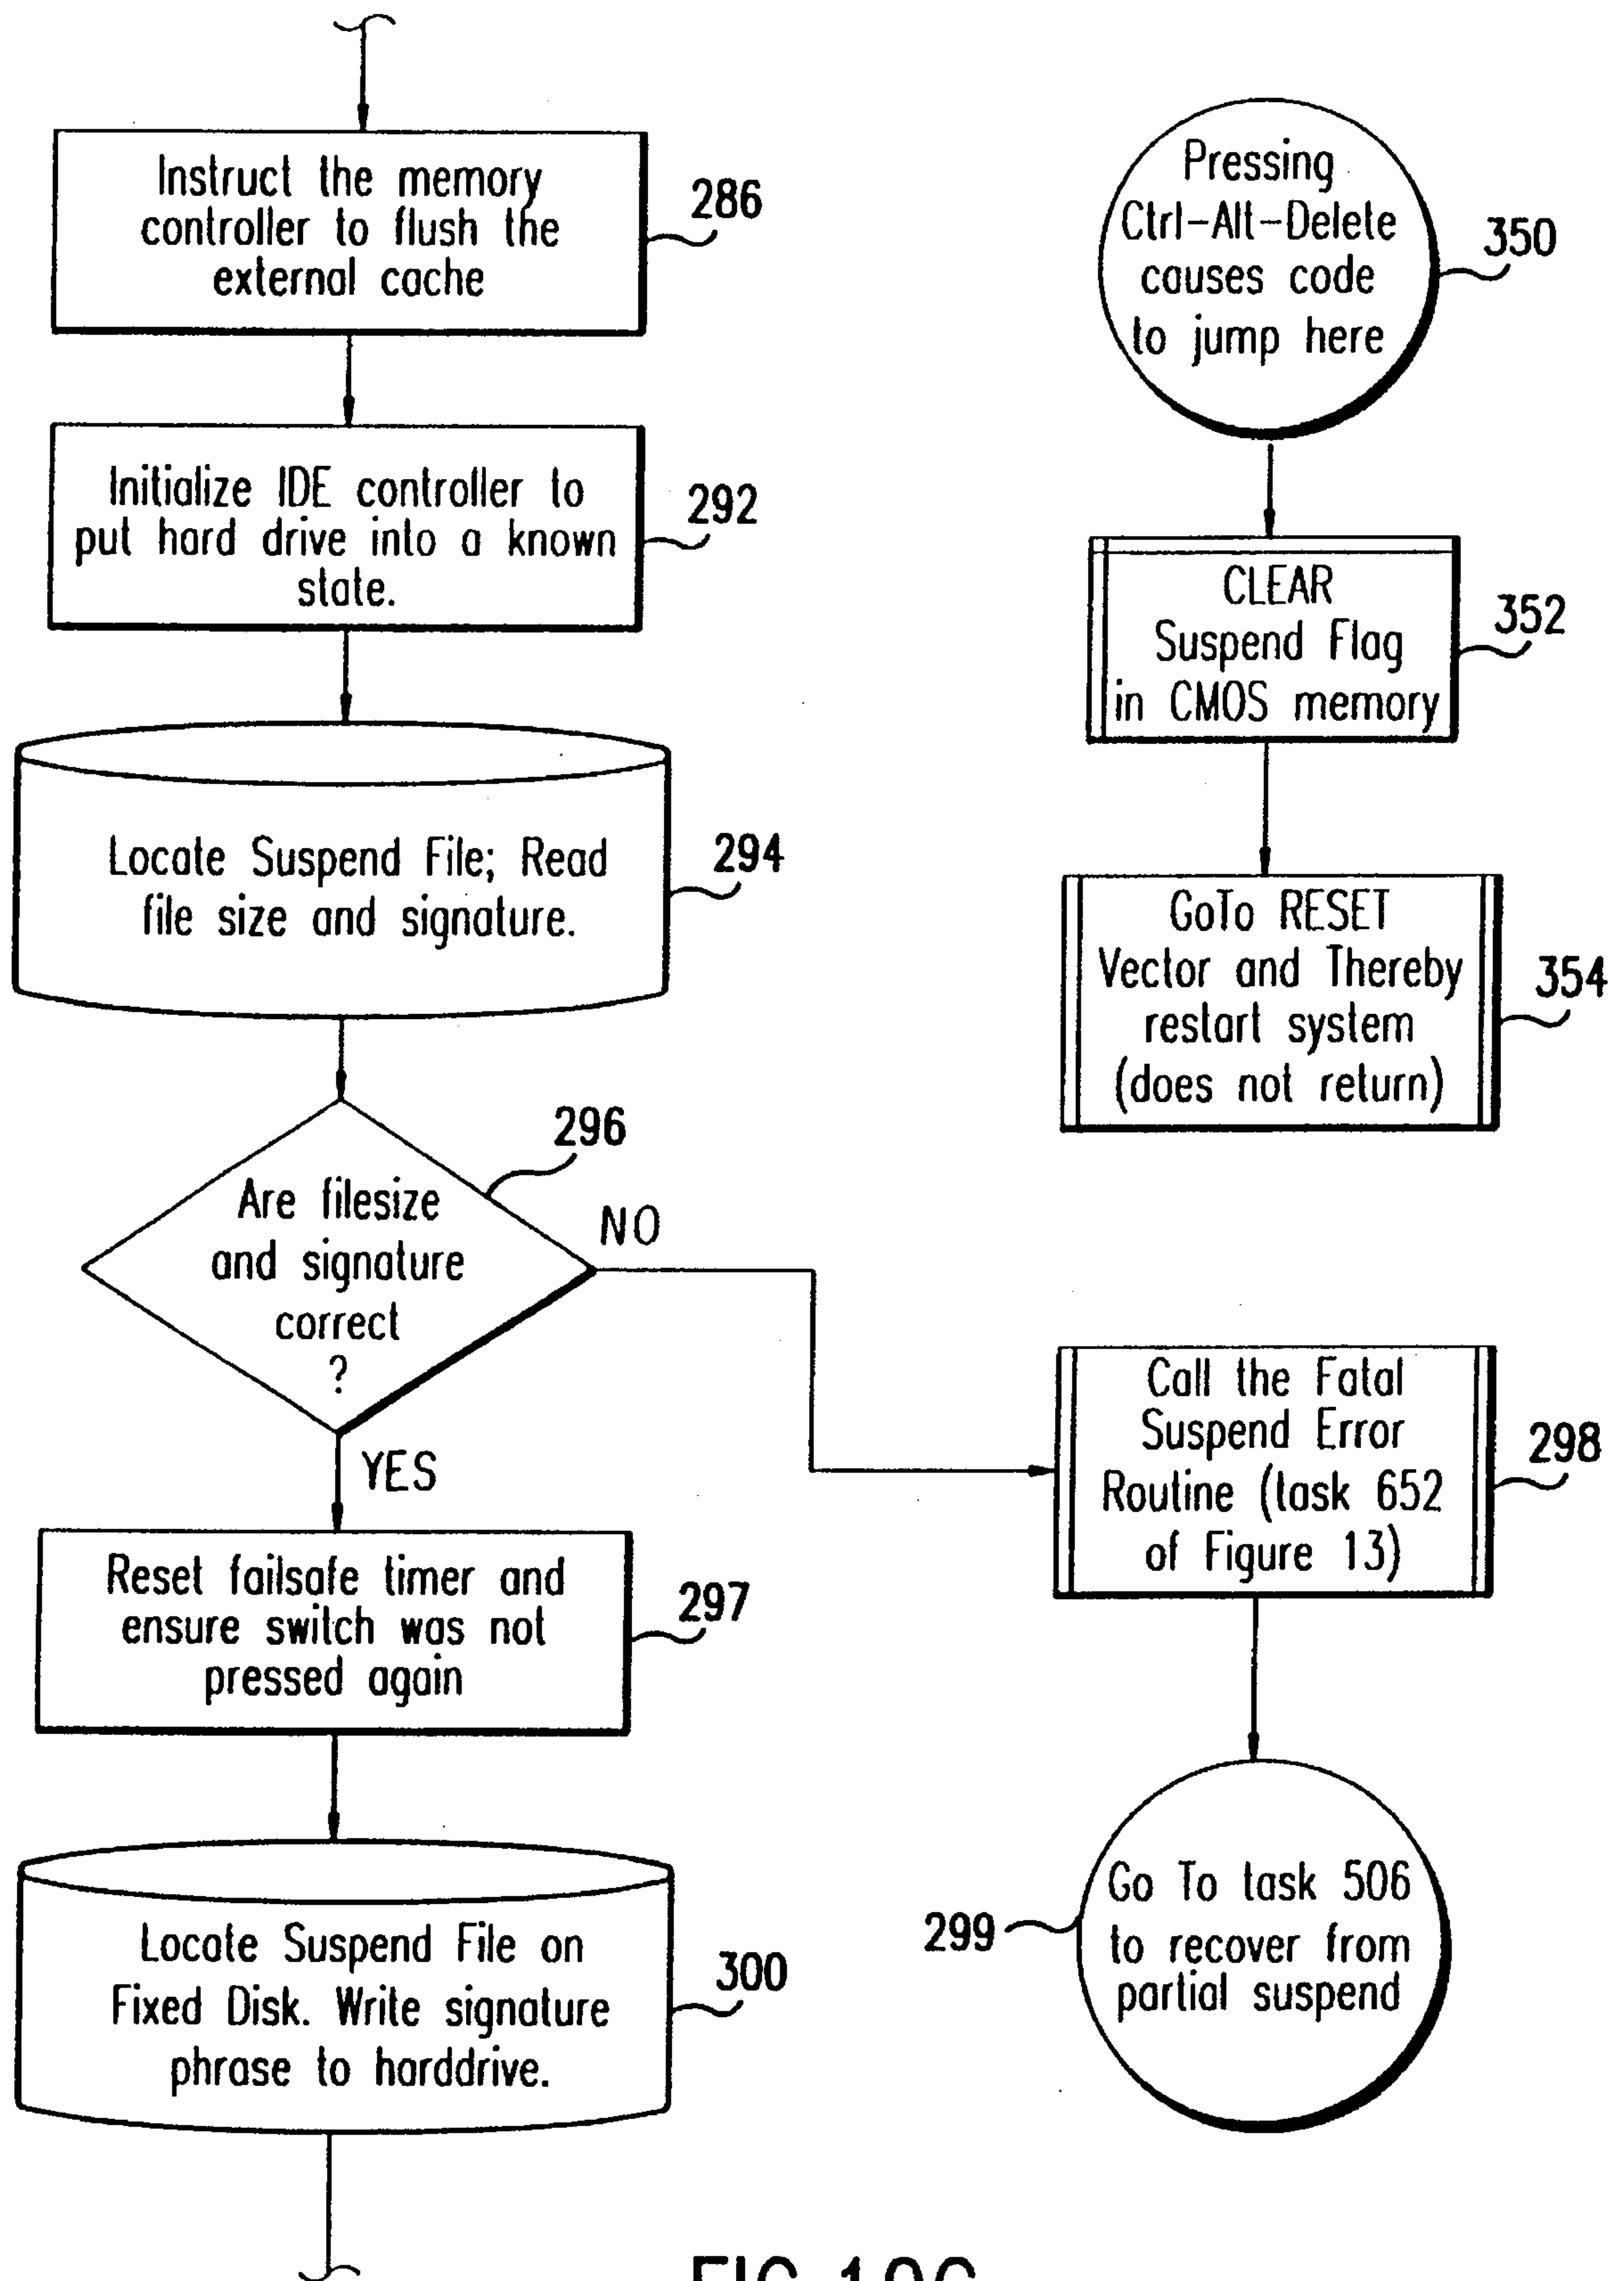 Instruct the memory
controller to flush the
external cache
286
Initialize IDE controller to
put hard drive into a known
state.
292
Locate Suspend File; Read
file size and signature.
294
296
Are filesize
and signature
correct
?
NO
YES
Reset failsafe timer and
ensure switch was not
pressed again
297
Locate Suspend File on
Fixed Disk. Write signature
phrase to harddrive.
300
Pressing
Ctrl-Alt-Delete
causes code
to jump here
350
CLEAR
Suspend Flag
in CMOS memory
352
GoTo RESET
Vector and Thereby
restart system
(does not return)
354
Call the Fatal
Suspend Error
Routine (task 652
of Figure 13)
298
Go To task 506
to recover from
partial suspend
299